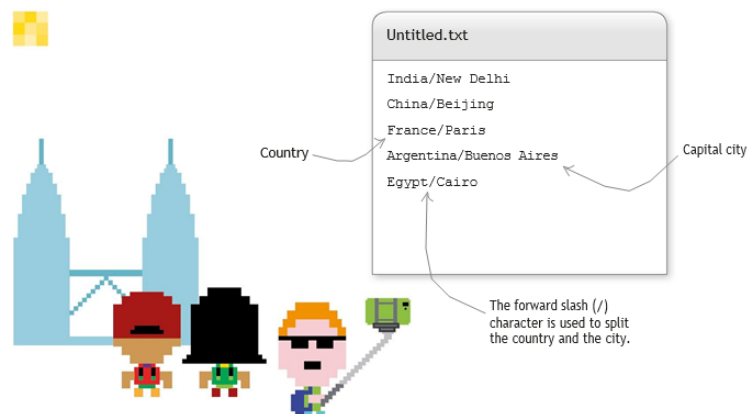 Untitled.txt
India/New Delhi
China/Beijing
France/Paris
Argentina/Buenos Aires
Egypt/Cairo
Country
Capital city
The forward slash (/)
character is used to split
the country and the city.